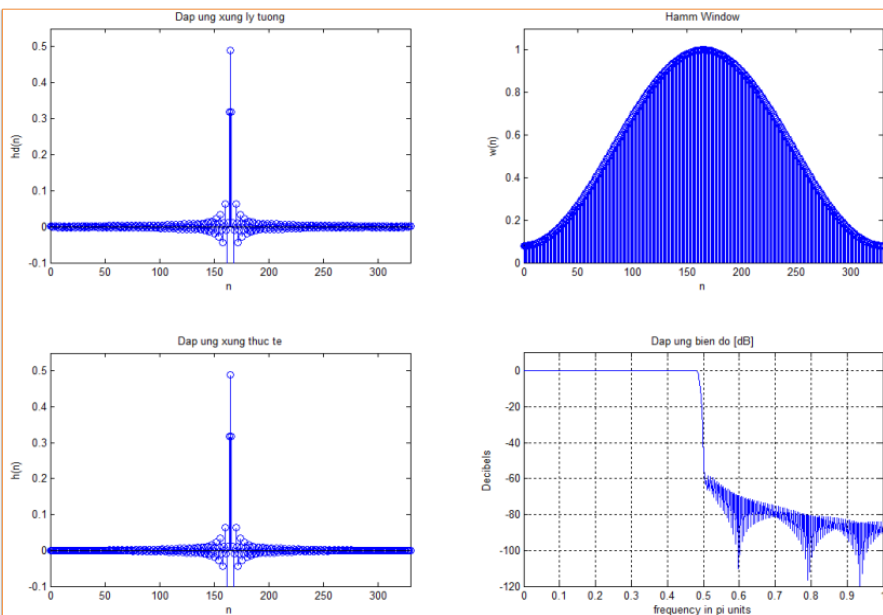 Dap ung xung ly tuong
0.5
0.4
0.3
0.2
0.1
0
-0.1
hd(n)
0 50 100 150 200 250 300
n
Hamm Window
1
0.8
0.6
0.4
0.2
0
w(n)
0 50 100 150 200 250 300
n
Dap ung xung thuc te
0.5
0.4
0.3
0.2
0.1
0
-0.1
h(n)
0 50 100 150 200 250 300
n
Dap ung bien do [dB]
0
-20
-40
-60
-80
-100
-120
Decibels
0 0.1 0.2 0.3 0.4 0.5 0.6 0.7 0.8 0.9 1
frequency in pi units